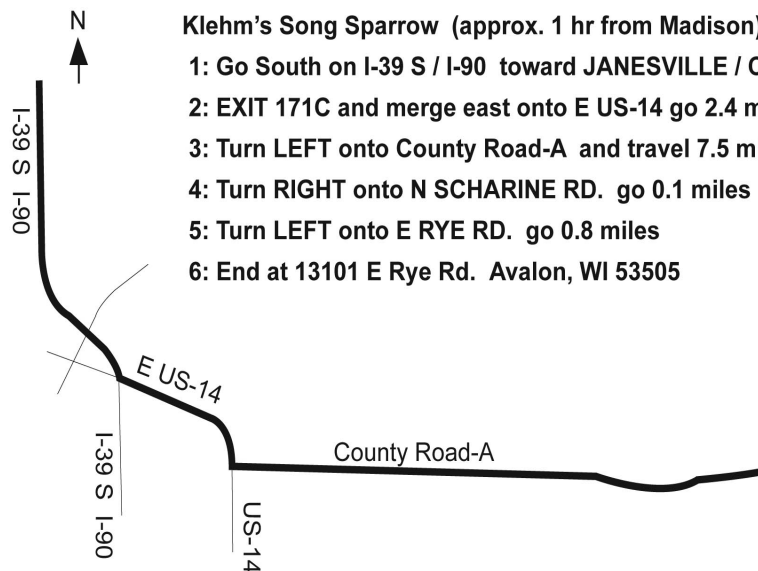 N
Klehm's Song Sparrow (approx. 1 hr from Madison)
1: Go South on I-39 S / I-90 toward JANESVILLE /
2: EXIT 171C and merge east onto E US-14 go 2.4
3: Turn LEFT onto County Road-A and travel 7.5
4: Turn RIGHT onto N SCHARINE RD. go 0.1 miles
5: Turn LEFT onto E RYE RD. go 0.8 miles
6: End at 13101 E Rye Rd. Avalon, WI 53505
I-39 S I-90
E US-14
County Road-A
I-39 S I-90
US-14